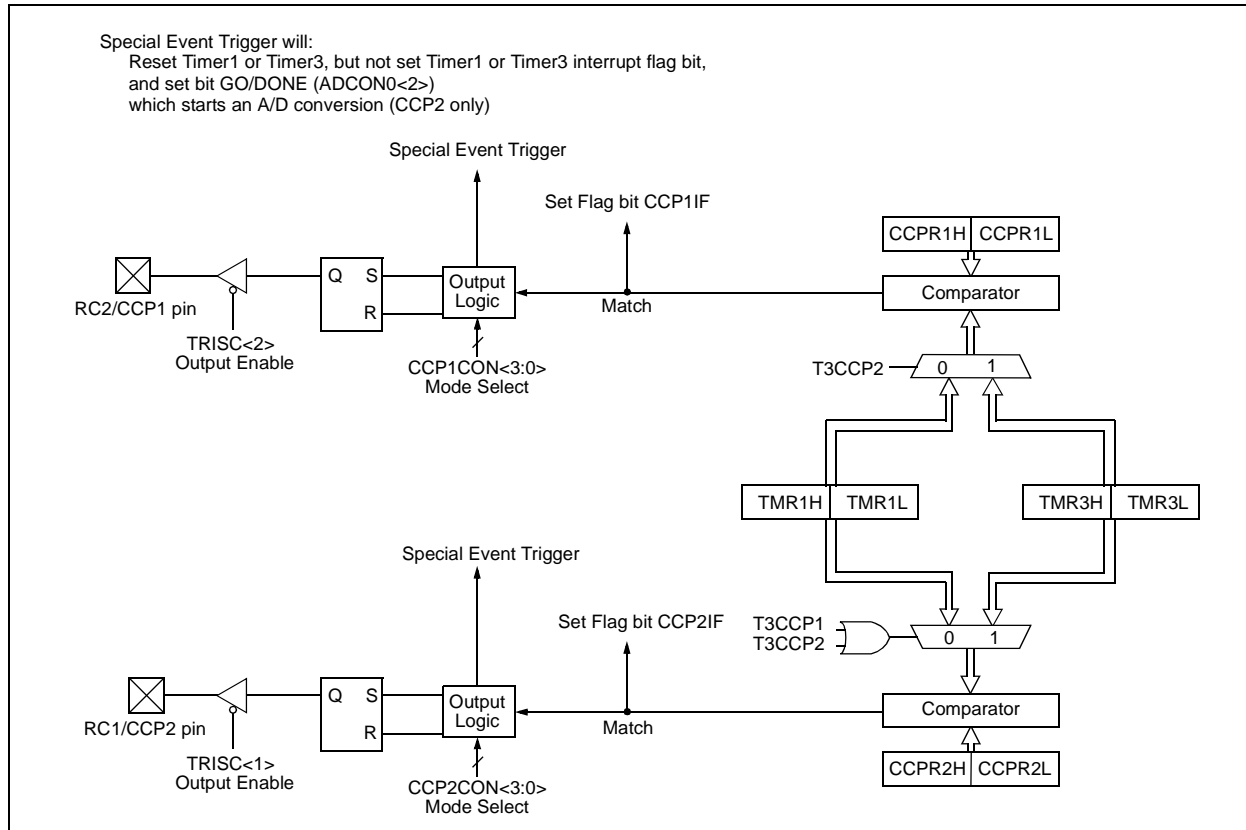 Special Event Trigger will:
Reset Timer1 or Timer3, but not set Timer1 or Timer3 interrupt flag bit,
and set bit GO/DONE (ADCON0<2>)
which starts an A/D conversion (CCP2 only)
Special Event Trigger
Set Flag bit CCP1IF
CCPR1H CCPR1L
Q S
R
Output
Logic
Comparator
RC2/CCP1 pin
Match
TRISC<2>
Output Enable
CCP1CON<3:0>
Mode Select
T3CCP2
0 1
TMR1H TMR1L
TMR3H TMR3L
Special Event Trigger
Set Flag bit CCP2IF
T3CCP1
T3CCP2
0 1
Q S
R
Output
Logic
Comparator
RC1/CCP2 pin
Match
TRISC<1>
Output Enable
CCP2CON<3:0>
Mode Select
CCPR2H CCPR2L